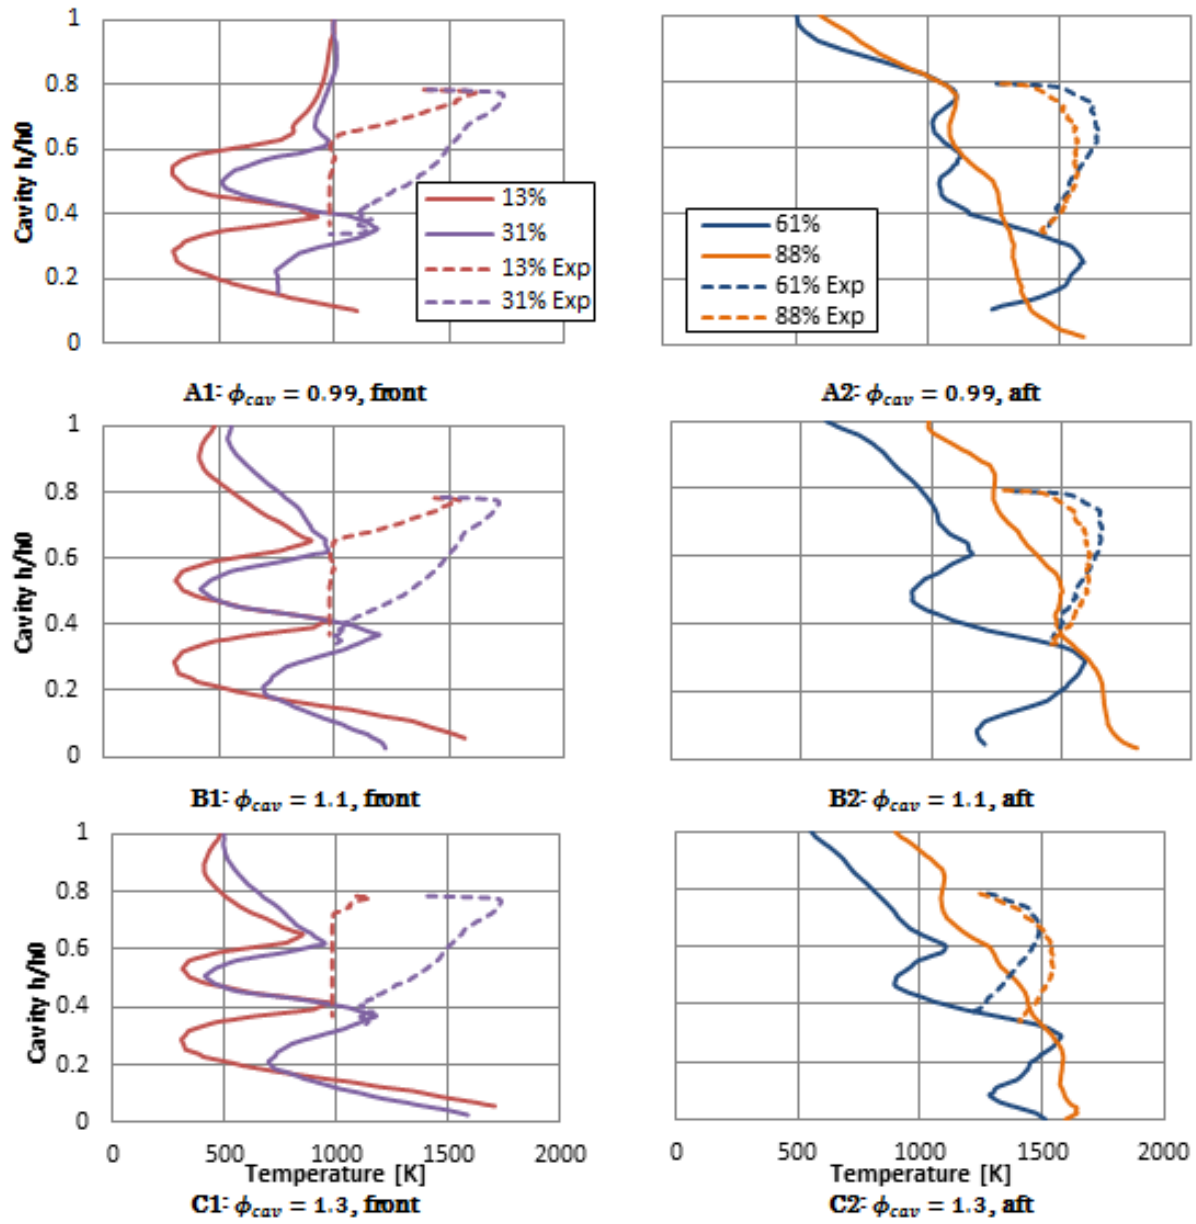 1
0.8
0.6
0.4
0.2
0
Cavity h/h0
13%
31%
13% Exp
31% Exp
61%
88%
61% Exp
88% Exp
A1: ϕcav = 0.99, front
A2: ϕcav = 0.99, aft
1
0.8
0.6
0.4
0.2
0
Cavity h/h0
B1: ϕcav = 1.1, front
B2: ϕcav = 1.1, aft
1
0.8
0.6
0.4
0.2
0
Cavity h/h0
0 500 1000 1500 2000
Temperature [K]
0 500 1000 1500 2000
Temperature [K]
C1: ϕcav = 1.3, front
C2: ϕcav = 1.3, aft